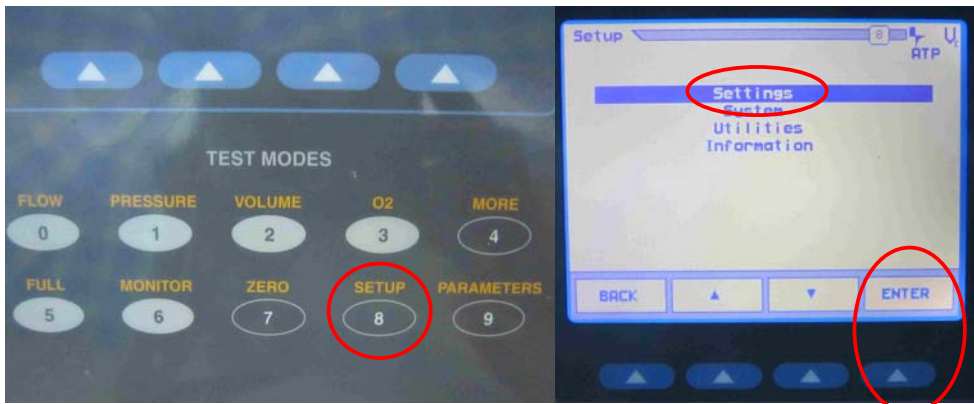 TEST MODES
FLOW PRESSURE VOLUME O2 MORE
0 1 2 3 4
FULL MONITOR ZERO SETUP PARAMETERS
5 6 7 8 9
Setup 8
ATP
Settings
System
Utilities
Information
BACK ENTER